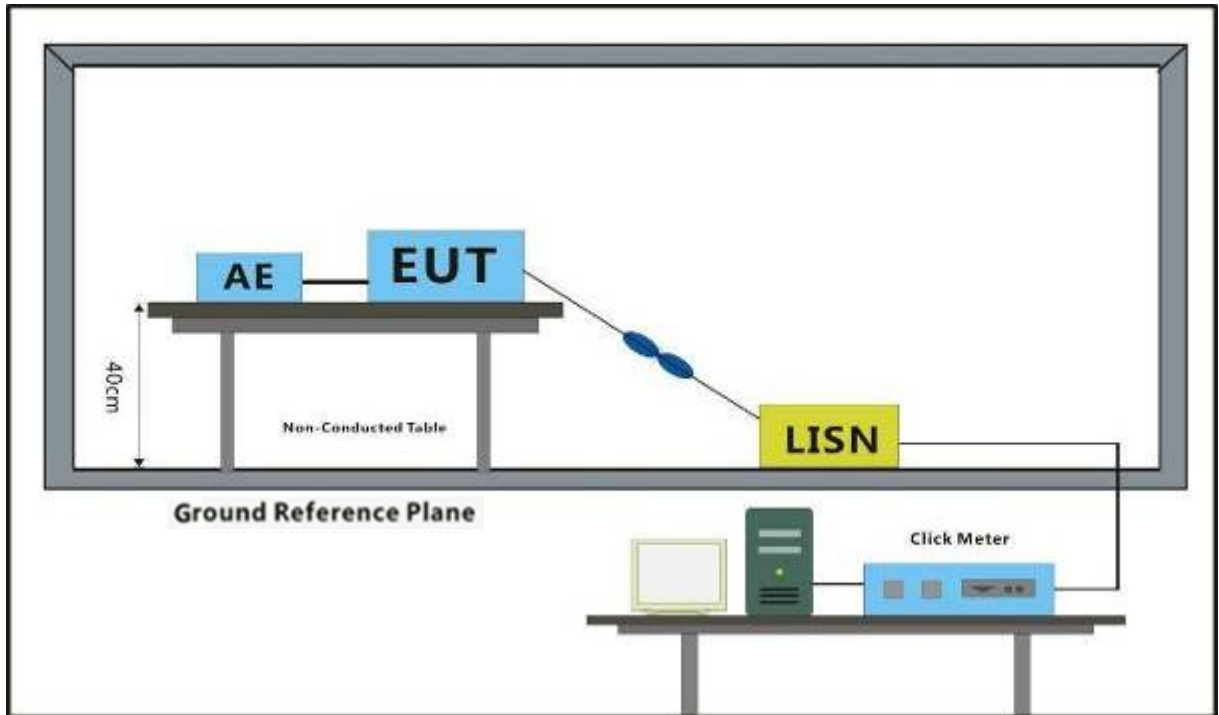 AE
EUT
40cm
Non-Conducted Table
LISN
Ground Reference Plane
Click Meter